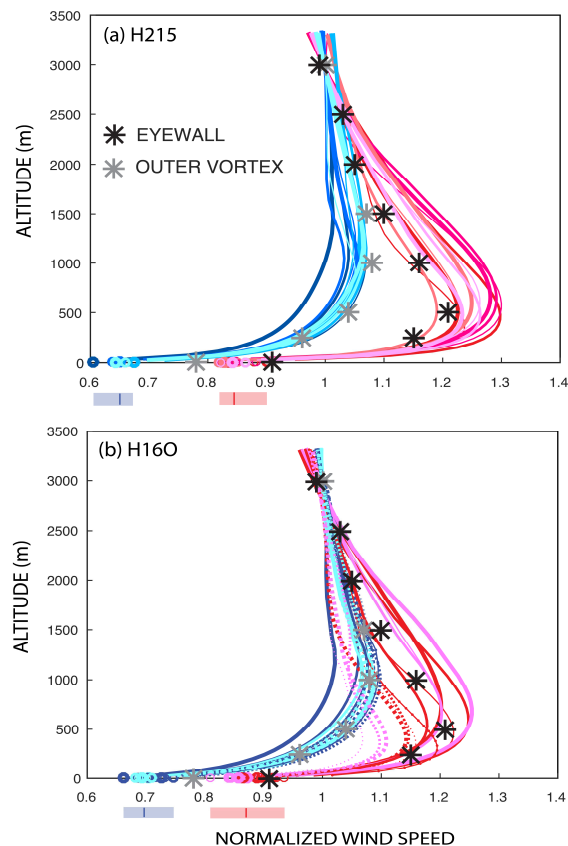 (a) H215
3500
3000
2500
2000
1500
1000
500
0
ALTITUDE (m)
EYEWALL
OUTER VORTEX
0.6 0.7 0.8 0.9 1 1.1 1.2 1.3 1.4
(b) H16O
3500
3000
2500
2000
1500
1000
500
0
ALTITUDE (m)
0.6 0.7 0.8 0.9 1 1.1 1.2 1.3 1.4
NORMALIZED WIND SPEED